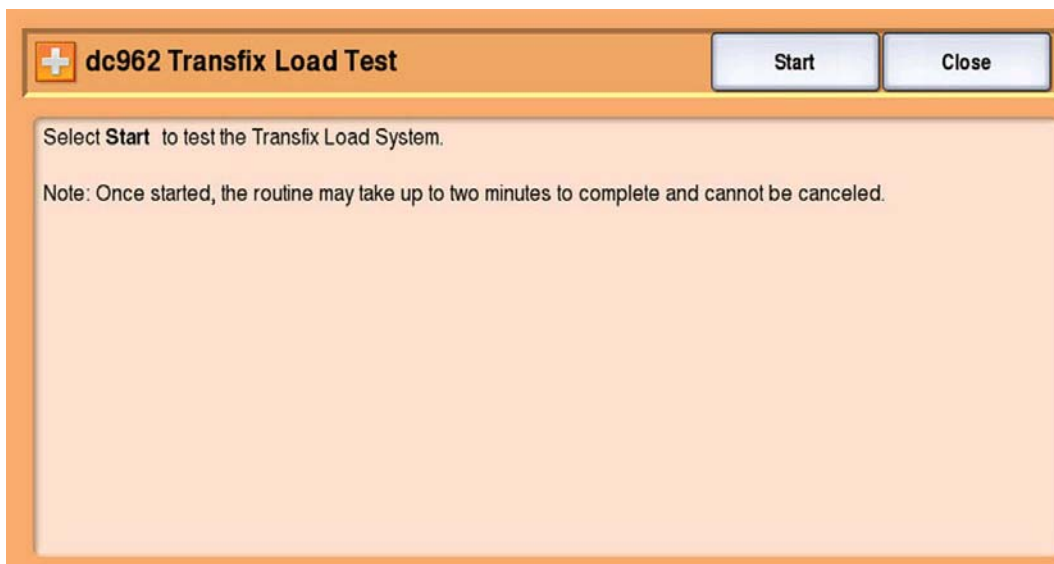 dc962 Transfix Load Test
Start
Close
Select Start to test the Transfix Load System.
Note: Once started, the routine may take up to two minutes to complete and cannot be canceled.